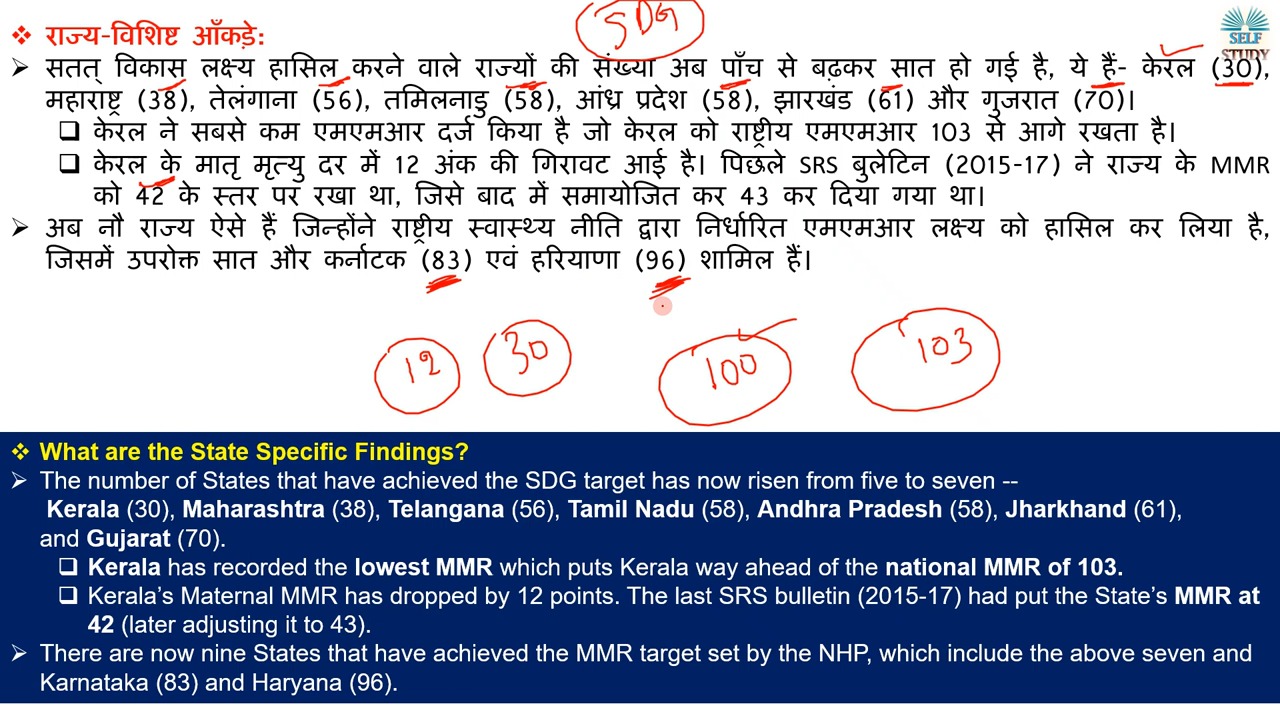 SDG
SELF
STUDY
❖ राज्य-विशिष्ट आँकड़े:
➢ सतत् विकास लक्ष्य हासिल करने वाले राज्यों की संख्या अब पाँच से बढ़कर सात हो गई है, ये हैं- केरल (30),
महाराष्ट्र (38), तेलंगाना (56), तमिलनाडु (58), आंध्र प्रदेश (58), झारखंड (61) और गुजरात (70)।
❑ केरल ने सबसे कम एमएमआर दर्ज किया है जो केरल को राष्ट्रीय एमएमआर 103 से आगे रखता है।
❑ केरल के मातृ मृत्यु दर में 12 अंक की गिरावट आई है। पिछले SRS बुलेटिन (2015-17) ने राज्य के MMR
को 42 के स्तर पर रखा था, जिसे बाद में समायोजित कर 43 कर दिया गया था।
➢ अब नौ राज्य ऐसे हैं जिन्होंने राष्ट्रीय स्वास्थ्य नीति द्वारा निर्धारित एमएमआर लक्ष्य को हासिल कर लिया है,
जिसमें उपरोक्त सात और कर्नाटक (83) एवं हरियाणा (96) शामिल हैं।
12 30 100 103
❖ What are the State Specific Findings?
➢ The number of States that have achieved the SDG target has now risen from five to seven --
Kerala (30), Maharashtra (38), Telangana (56), Tamil Nadu (58), Andhra Pradesh (58), Jharkhand (61),
and Gujarat (70).
❑ Kerala has recorded the lowest MMR which puts Kerala way ahead of the national MMR of 103.
❑ Kerala’s Maternal MMR has dropped by 12 points. The last SRS bulletin (2015-17) had put the State’s MMR at
42 (later adjusting it to 43).
➢ There are now nine States that have achieved the MMR target set by the NHP, which include the above seven and
Karnataka (83) and Haryana (96).